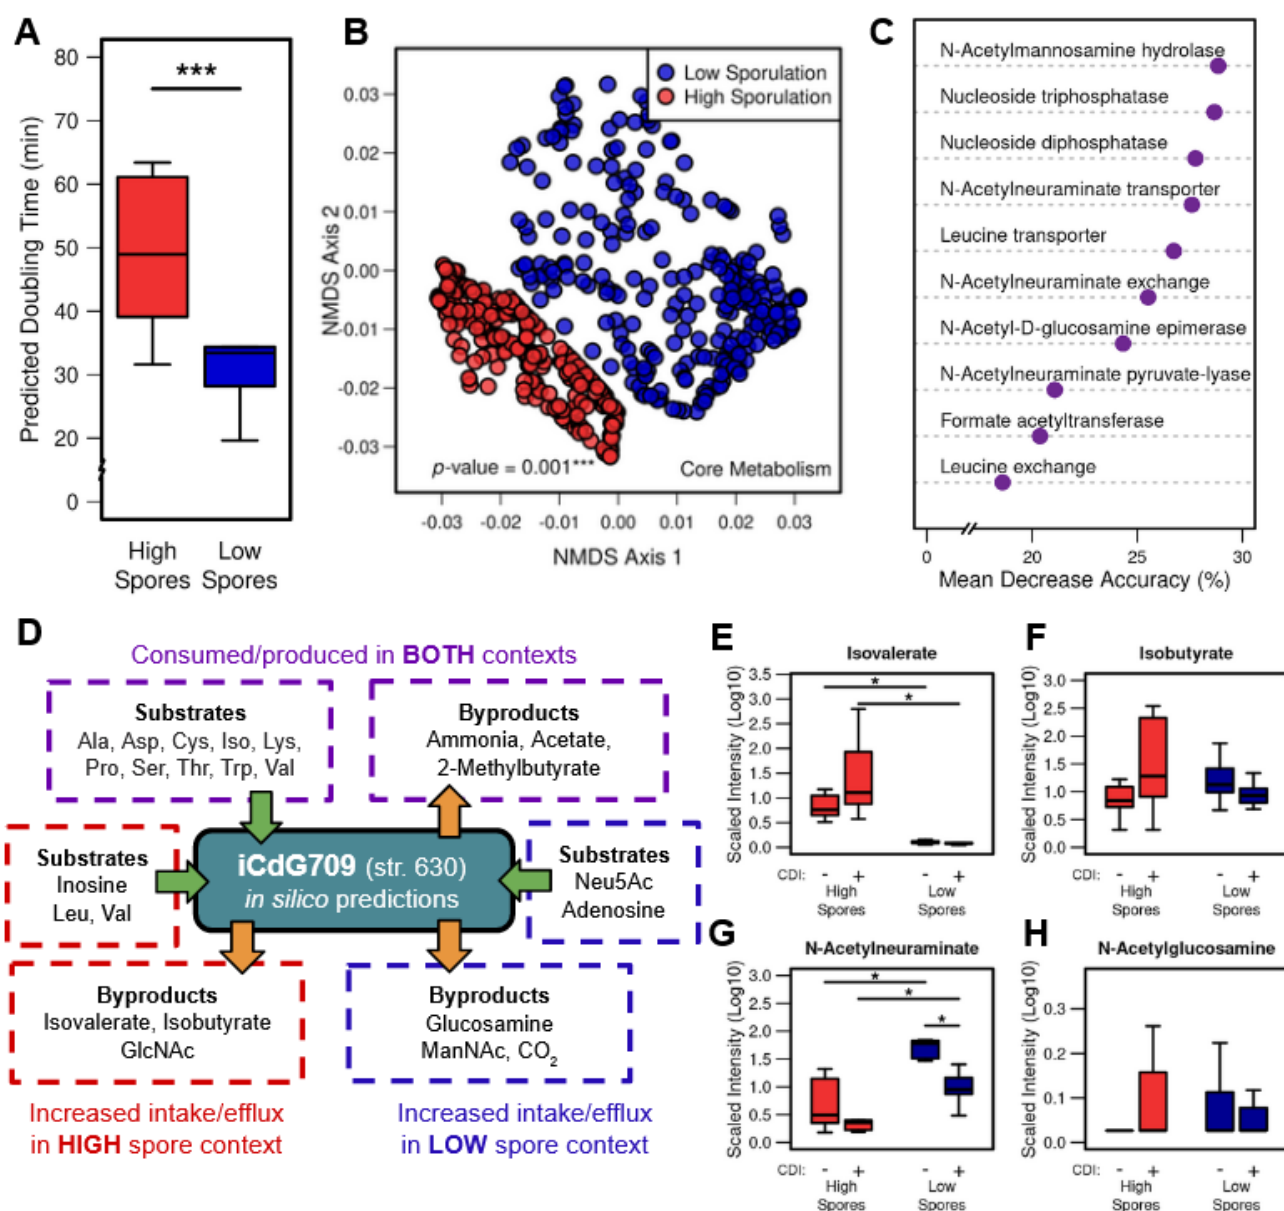 A
Predicted Doubling Time (min)
80
70
60
50
40
30
20
0
***
High
Spores
Low
Spores
B
NMDS Axis 2
0.03
0.02
0.01
0.00
-0.01
-0.02
-0.03
Low Sporulation
High Sporulation
p-value = 0.001***
Core Metabolism
-0.03 -0.02 -0.01 0.00 0.01 0.02 0.03
NMDS Axis 1
C
N-Acetylmannosamine hydrolase
Nucleoside triphosphatase
Nucleoside diphosphatase
N-Acetylneuraminate transporter
Leucine transporter
N-Acetylneuraminate exchange
N-Acetyl-D-glucosamine epimerase
N-Acetylneuraminate pyruvate-lyase
Formate acetyltransferase
Leucine exchange
0 20 25 30
Mean Decrease Accuracy (%)
D
Consumed/produced in BOTH contexts
Substrates
Ala, Asp, Cys, Iso, Lys,
Pro, Ser, Thr, Trp, Val
Byproducts
Ammonia, Acetate,
2-Methylbutyrate
Substrates
Inosine
Leu, Val
iCdG709 (str. 630)
in silico predictions
Substrates
Neu5Ac
Adenosine
Byproducts
Isovalerate, Isobutyrate
GlcNAc
Byproducts
Glucosamine
ManNAc, CO2
Increased intake/efflux
in HIGH spore context
Increased intake/efflux
in LOW spore context
E
Isovalerate
Scaled Intensity (Log10)
3.5
3.0
2.5
2.0
1.5
1.0
0.5
0.0
*
*
CDI: - + - +
High
Spores
Low
Spores
F
Isobutyrate
Scaled Intensity (Log10)
3.0
2.5
2.0
1.5
1.0
0.5
0.0
CDI: - + - +
High
Spores
Low
Spores
G
N-Acetylneuraminate
Scaled Intensity (Log10)
3.0
2.5
2.0
1.5
1.0
0.5
0.0
*
*
*
CDI: - + - +
High
Spores
Low
Spores
H
N-Acetylglucosamine
Scaled Intensity (Log10)
0.3
0.2
0.1
0.0
CDI: - + - +
High
Spores
Low
Spores